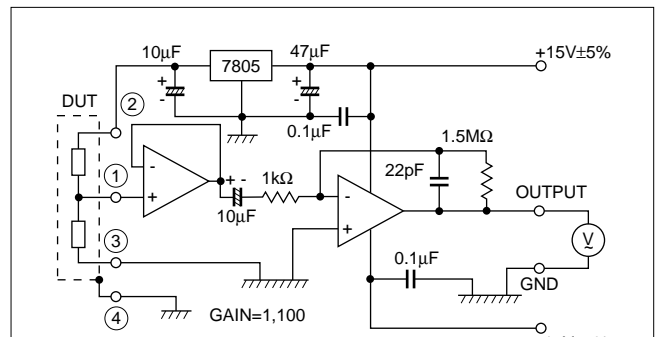 10µF
7805
47µF
+15V±5%
+
-
+
-
DUT
2
0.1µF
1.5MΩ
1
-
+
+ -
1kΩ
10µF
22pF
-
+
OUTPUT
V
~
3
0.1µF
GND
4
GAIN=1,100